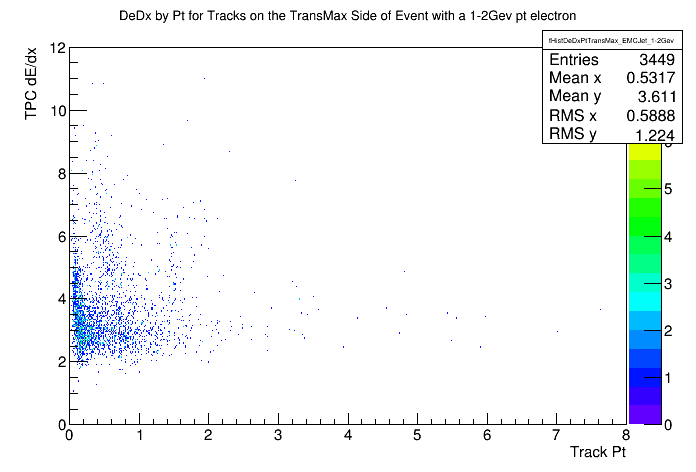 DeDx by Pt for Tracks on the TransMax Side of Event with a 1-2Gev pt electron
fHistDeDxPtTransMax_EMCJet_1-2Gev
Entries 3449
Mean x 0.5317
Mean y 3.611
RMS x 0.5888
RMS y 1.224
TPC dE/dx
12
10
8
6
4
2
0
5
4
3
2
1
0
0 1 2 3 4 5 6 7 8
Track Pt